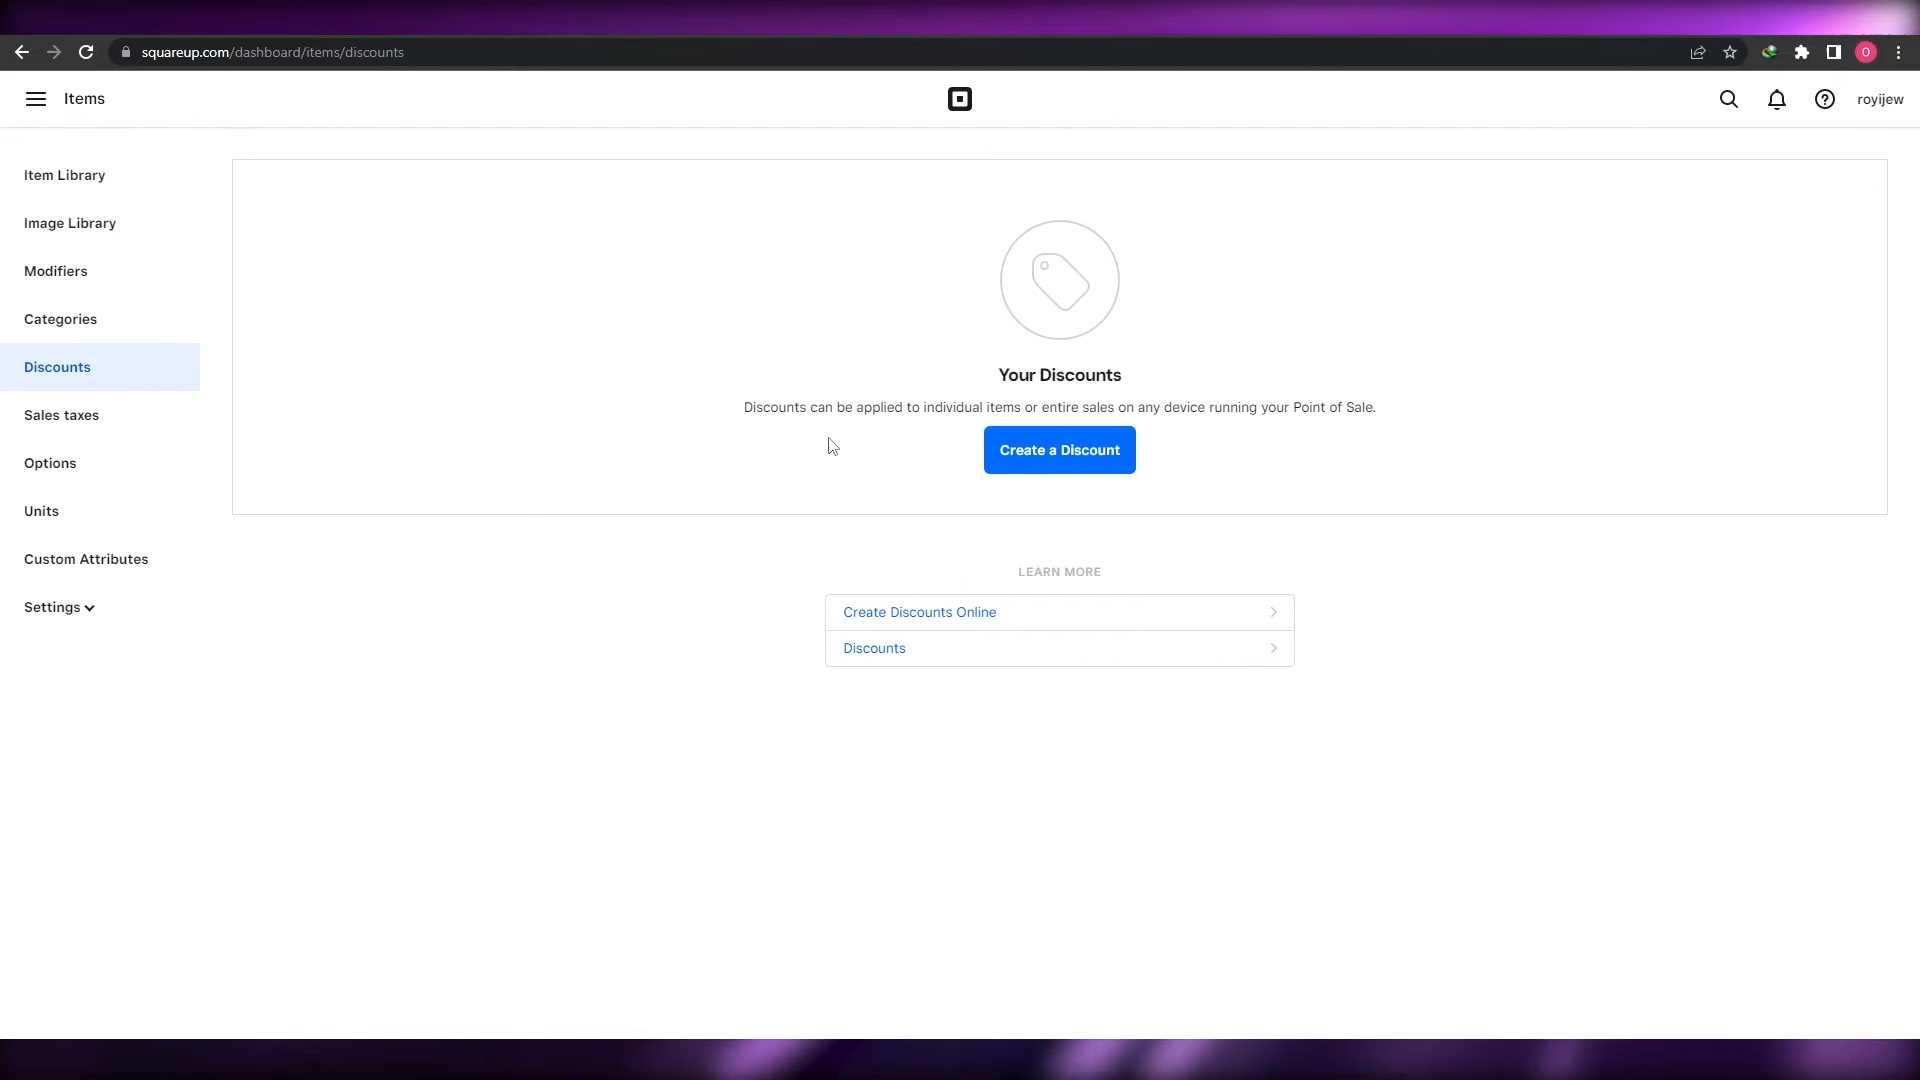 squareup.com/dashboard/items/discounts
O
Items
royijew
Item Library
Image Library
Modifiers
Categories
Discounts
Sales taxes
Options
Units
Custom Attributes
Settings
Your Discounts
Discounts can be applied to individual items or entire sales on any device running your Point of Sale.
Create a Discount
LEARN MORE
Create Discounts Online
Discounts